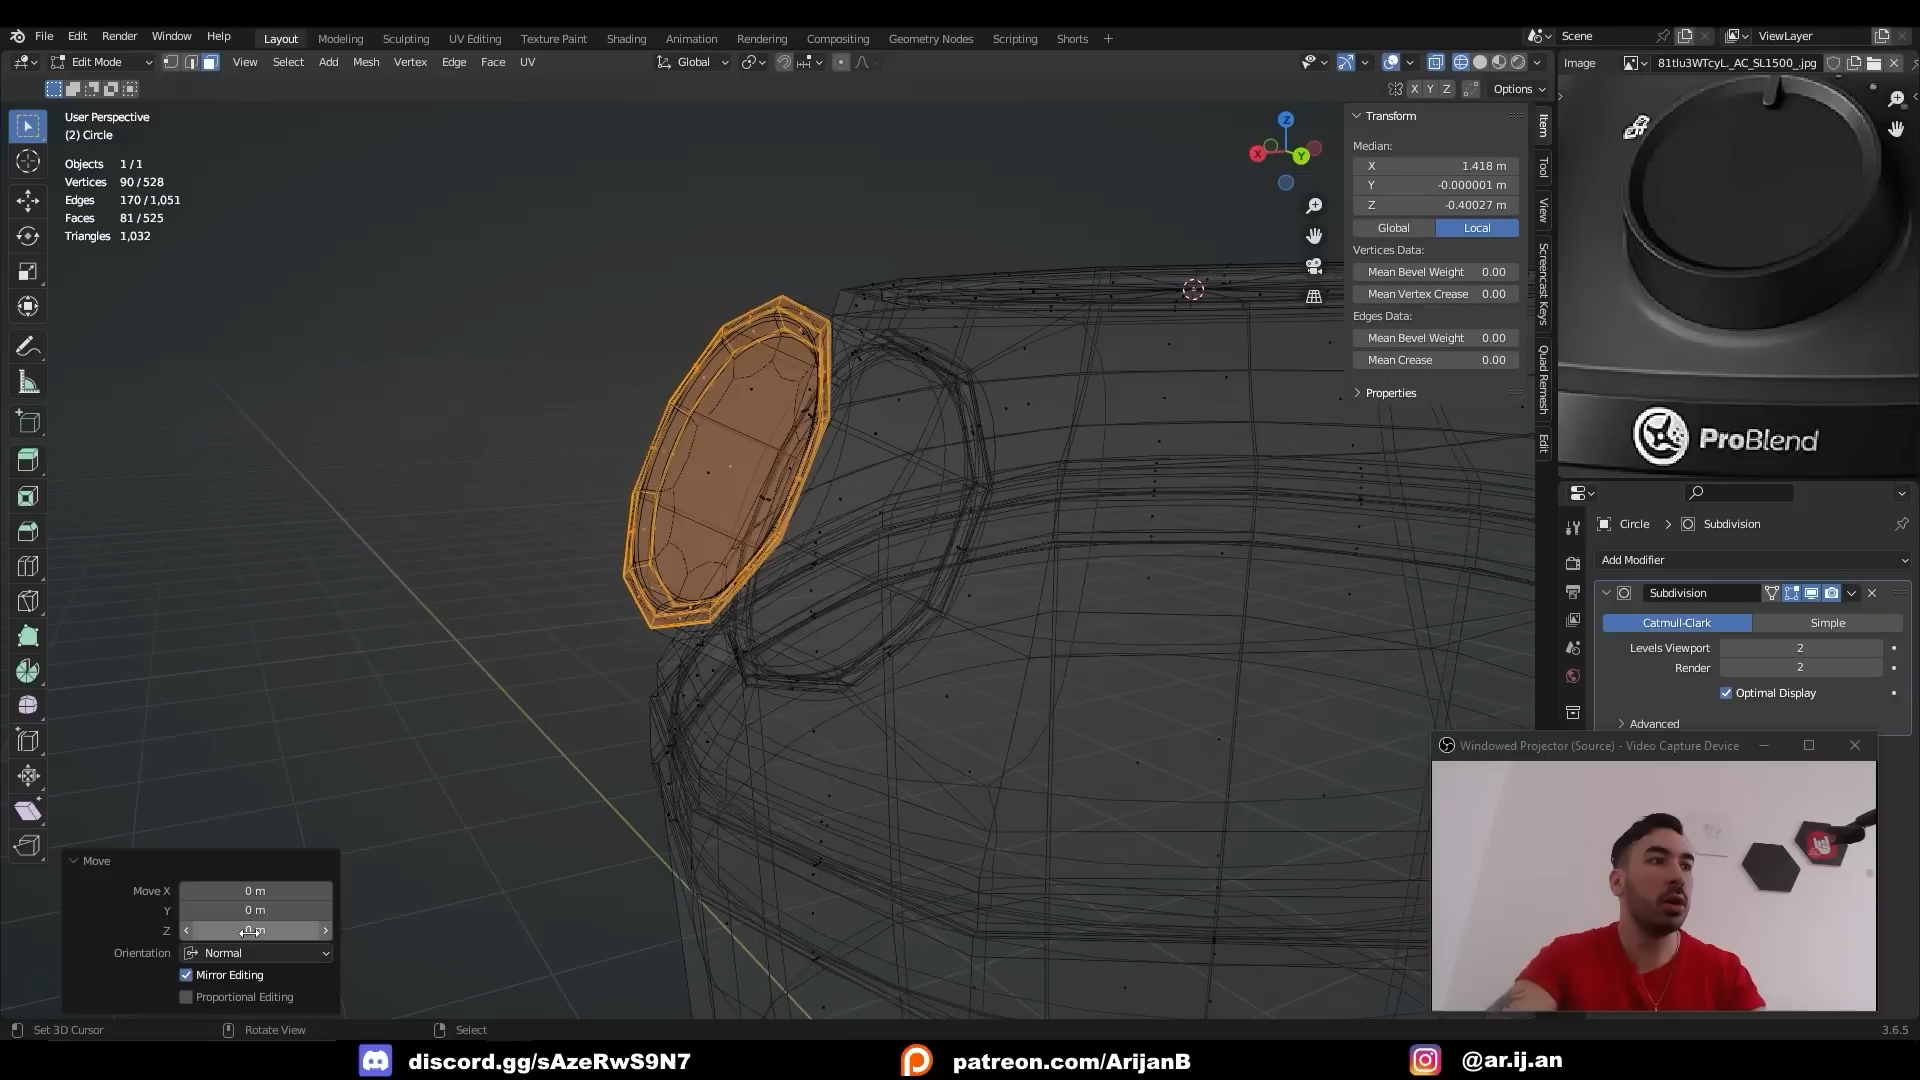 File Edit Render Window Help
Layout Modeling Sculpting UV Editing Texture Paint Shading Animation Rendering Compositing Geometry Nodes Scripting Shorts +
Scene
ViewLayer
Edit Mode View Select Add Mesh Vertex Edge Face UV
Global
Image
81tlu3WTcyL._AC_SL1500_.jpg
X Y Z
Options
User Perspective
(2) Circle
Objects 1 / 1
Vertices 90 / 528
Edges 170 / 1,051
Faces 81 / 525
Triangles 1,032
Z
X
Y
Transform
Median:
X 1.418 m
Y -0.000001 m
Z -0.40027 m
Global Local
Vertices Data:
Mean Bevel Weight 0.00
Mean Vertex Crease 0.00
Edges Data:
Mean Bevel Weight 0.00
Mean Crease 0.00
Properties
Item
Tool
View
Screencast Keys
Quad Remesh
Edit
ProBlend
Circle > Subdivision
Add Modifier
Subdivision
Catmull-Clark Simple
Levels Viewport 2
Render 2
Optimal Display
Advanced
Windowed Projector (Source) - Video Capture Device
Move
Move X 0 m
Y 0 m
Z 0 m
Orientation Normal
Mirror Editing
Proportional Editing
Set 3D Cursor
Rotate View
Select
3.6.5
discord.gg/sAzeRwS9N7
patreon.com/ArijanB
@ar.ij.an